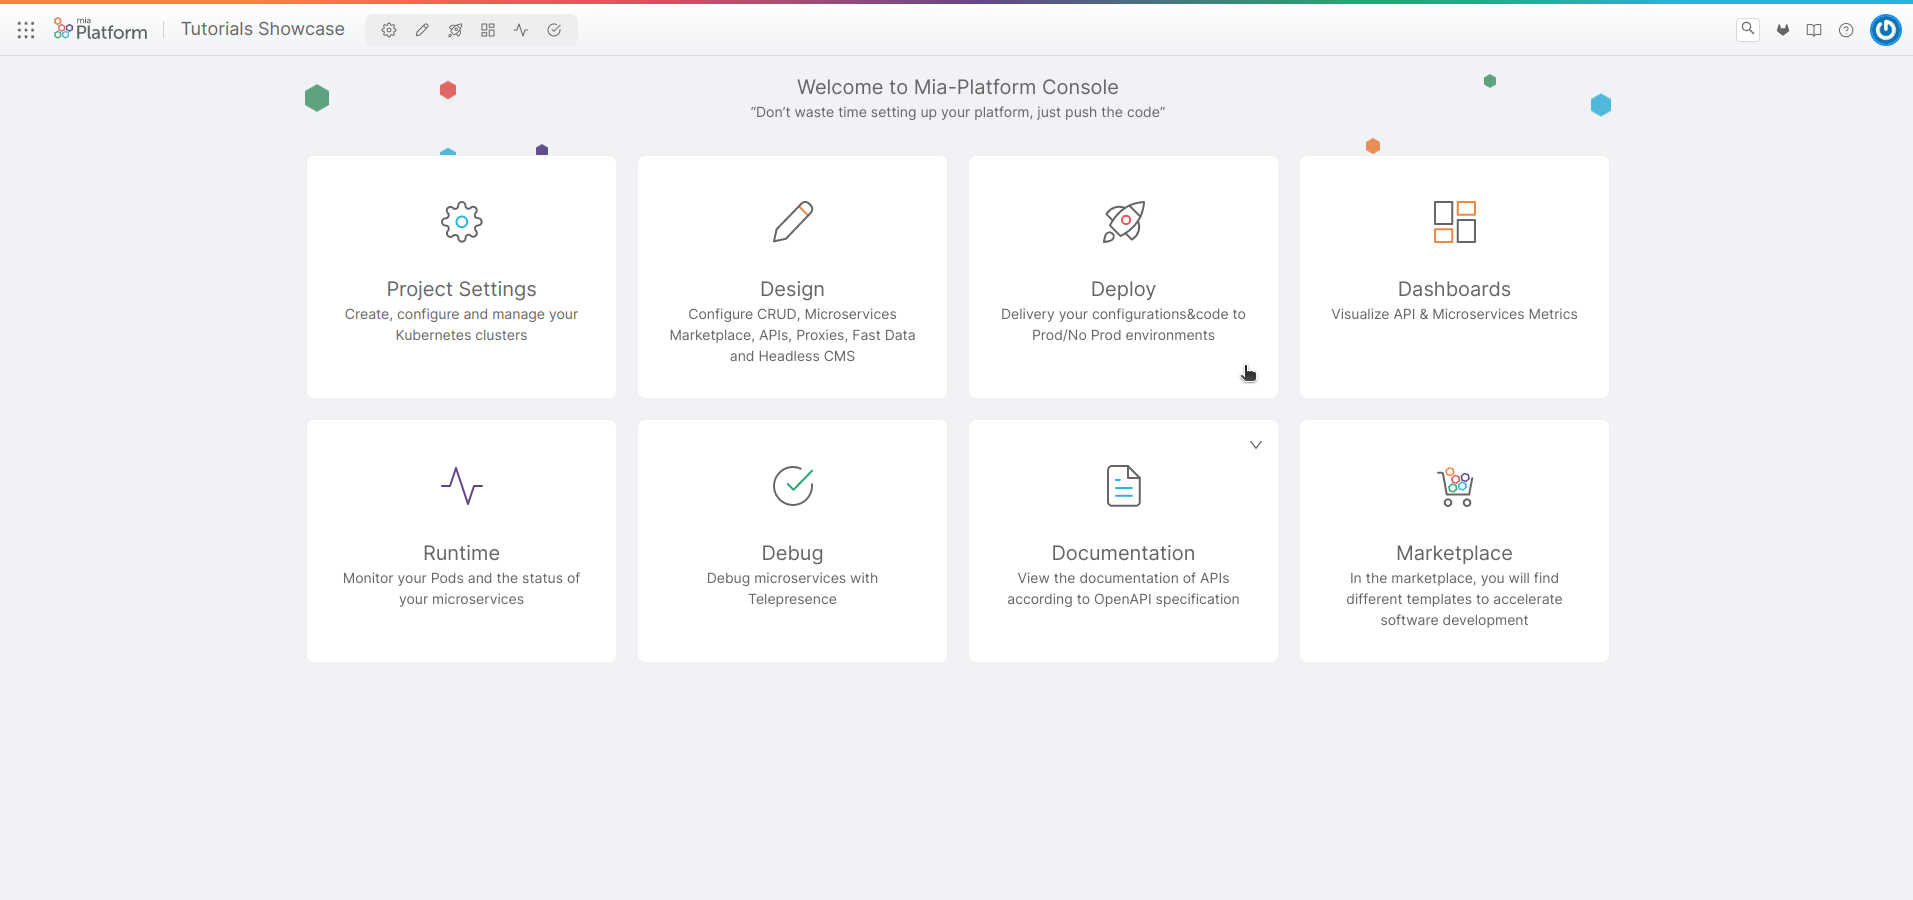 mia
Platform
Tutorials Showcase
Welcome to Mia-Platform Console
“Don’t waste time setting up your platform, just push the code”
Project Settings
Create, configure and manage your
Kubernetes clusters
Design
Configure CRUD, Microservices
Marketplace, APIs, Proxies, Fast Data
and Headless CMS
Deploy
Delivery your configurations&code to
Prod/No Prod environments
Dashboards
Visualize API & Microservices Metrics
Runtime
Monitor your Pods and the status of
your microservices
Debug
Debug microservices with
Telepresence
Documentation
View the documentation of APIs
according to OpenAPI specification
Marketplace
In the marketplace, you will find
different templates to accelerate
software development